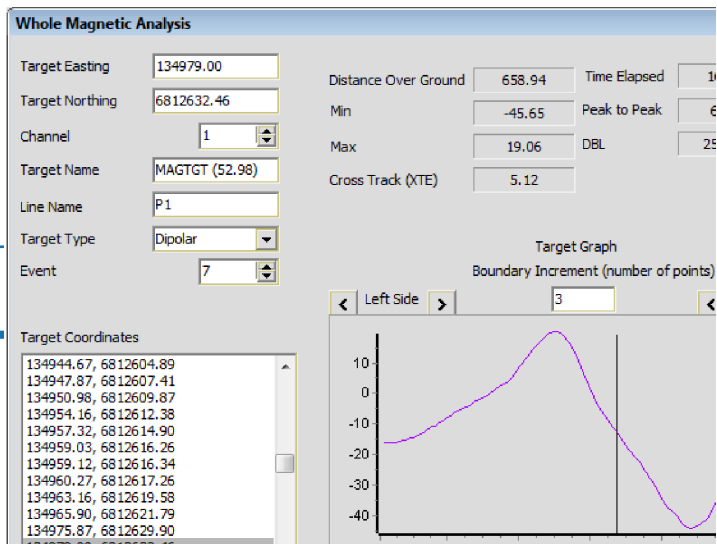 Whole Magnetic Analysis
Target Easting 134979.00
Target Northing 6812632.46
Channel 1
Target Name MAGTGT (52.98)
Line Name P1
Target Type Dipolar
Event 7
Distance Over Ground 658.94 Time Elapsed
Min -45.65 Peak to Peak
Max 19.06 DBL
Cross Track (XTE) 5.12
Target Graph
Boundary Increment (number of points)
< Left Side > 3 <
Target Coordinates
134944.67, 6812604.89
134947.87, 6812607.41
134950.98, 6812609.87
134954.16, 6812612.38
134957.32, 6812614.90
134959.03, 6812616.26
134959.12, 6812616.34
134960.27, 6812617.26
134963.16, 6812619.58
134965.90, 6812621.79
134975.87, 6812629.90
10
0
-10
-20
-30
-40